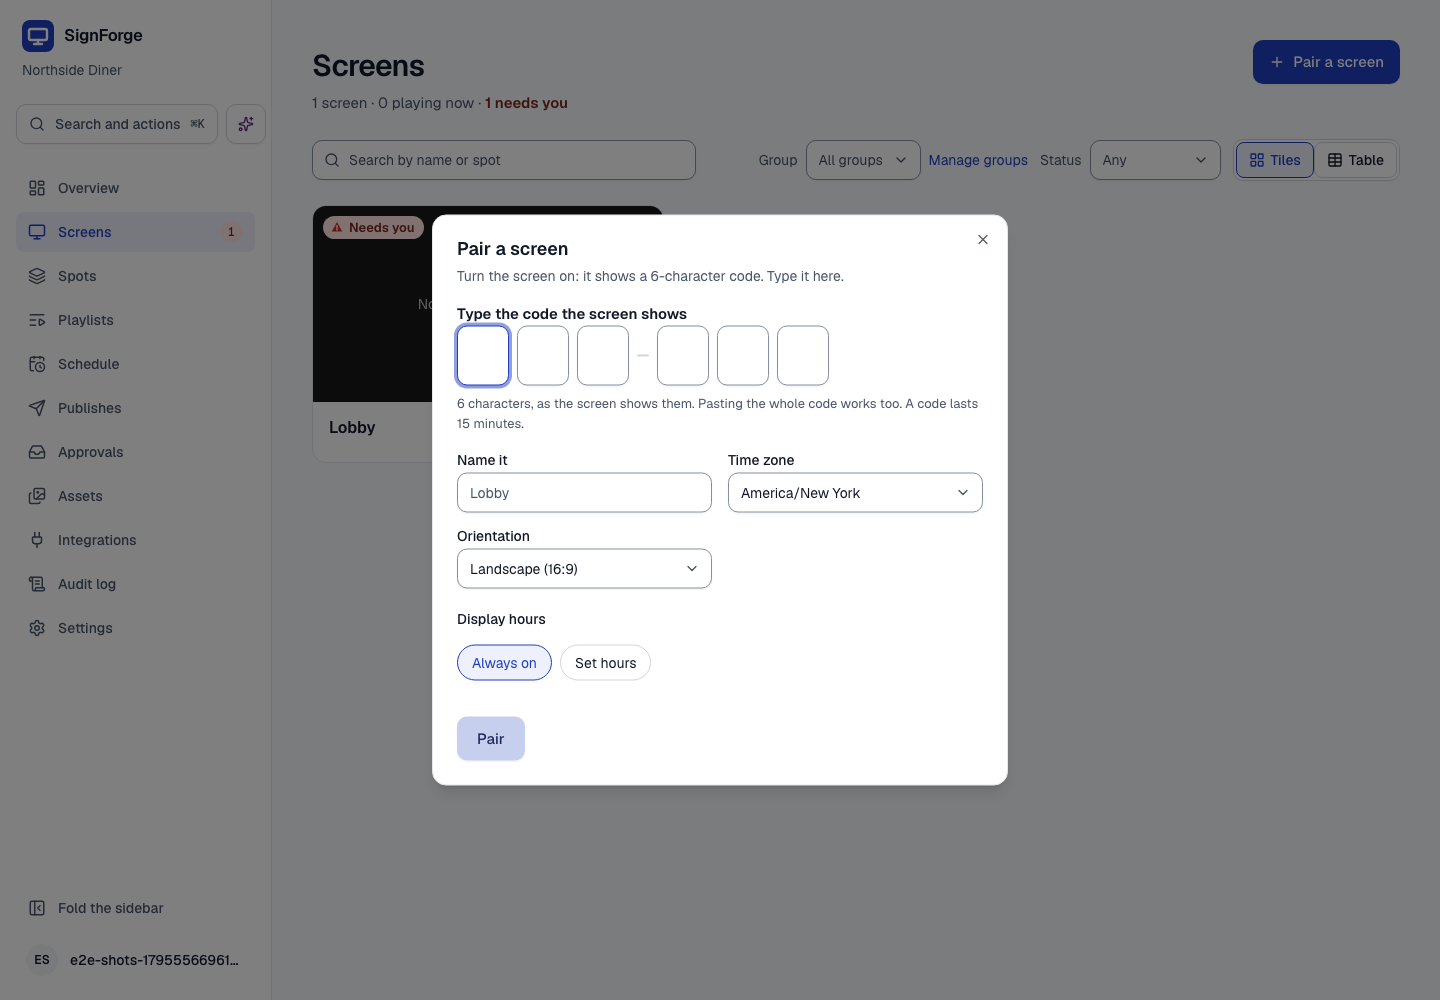 SignForge
Northside Diner
Search and actions ⌘K
Overview
Screens 1
Spots
Playlists
Schedule
Publishes
Approvals
Assets
Integrations
Audit log
Settings
Fold the sidebar
ES e2e-shots-17955566961...
Screens
1 screen · 0 playing now · 1 needs you
+ Pair a screen
Search by name or spot
Group All groups Manage groups Status Any Tiles Table
Needs you
No
Lobby
Pair a screen
Turn the screen on: it shows a 6-character code. Type it here.
Type the code the screen shows
6 characters, as the screen shows them. Pasting the whole code works too. A code lasts
15 minutes.
Name it
Lobby
Time zone
America/New York
Orientation
Landscape (16:9)
Display hours
Always on Set hours
Pair